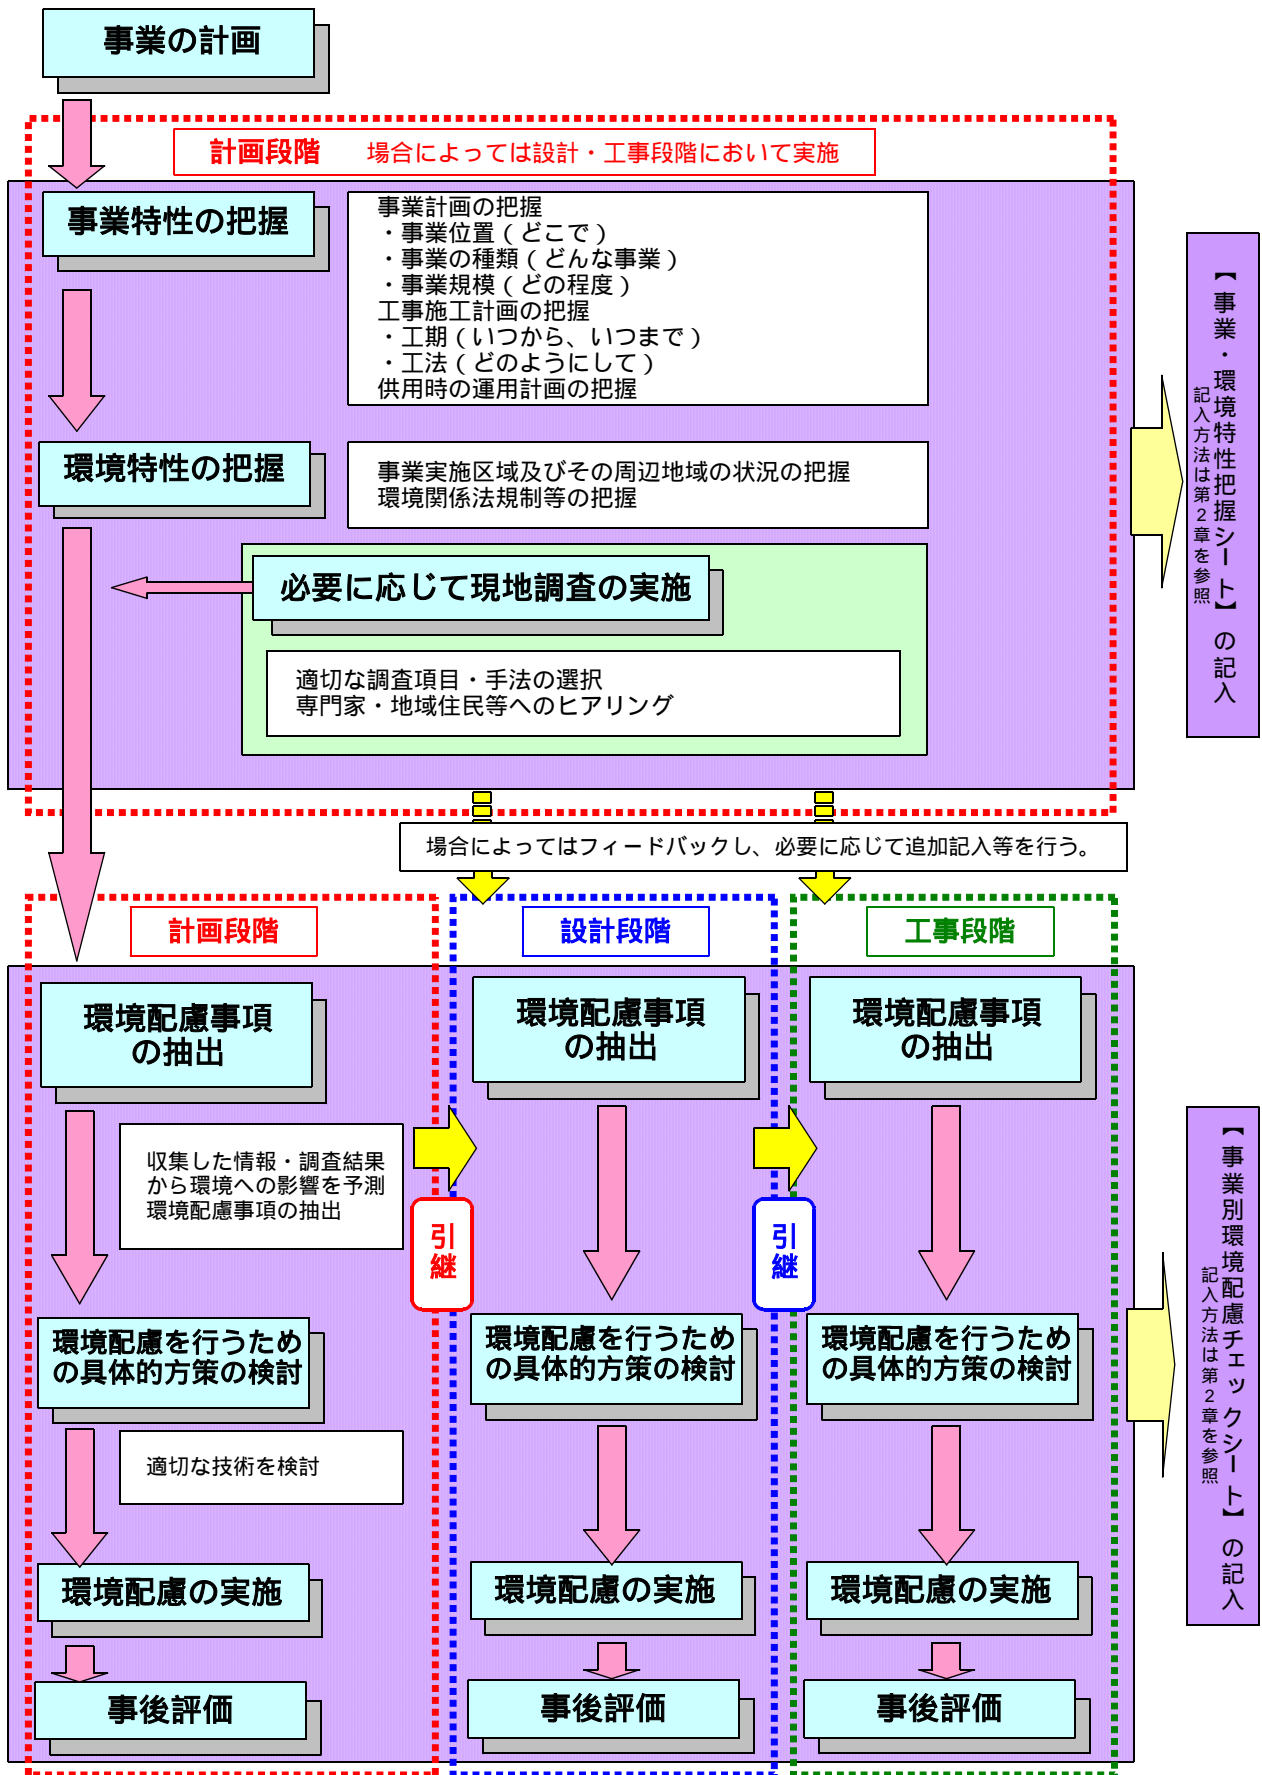 事業の計画
計画段階　場合によっては設計・工事段階において実施
事業特性の把握
事業計画の把握
・事業位置（どこで）
・事業の種類（どんな事業）
・事業規模（どの程度）
工事施工計画の把握
・工期（いつから、いつまで）
・工法（どのようにして）
供用時の運用計画の把握
環境特性の把握
事業実施区域及びその周辺地域の状況の把握
環境関係法規制等の把握
必要に応じて現地調査の実施
適切な調査項目・手法の選択
専門家・地域住民等へのヒアリング
【事業・環境特性把握シート】の記入
記入方法は第２章を参照
場合によってはフィードバックし、必要に応じて追加記入等を行う。
計画段階
環境配慮事項
の抽出
収集した情報・調査結果
から環境への影響を予測
環境配慮事項の抽出
環境配慮を行うため
の具体的方策の検討
適切な技術を検討
環境配慮の実施
事後評価
引継
設計段階
環境配慮事項
の抽出
環境配慮を行うため
の具体的方策の検討
環境配慮の実施
事後評価
引継
工事段階
環境配慮事項
の抽出
環境配慮を行うため
の具体的方策の検討
環境配慮の実施
事後評価
【事業別環境配慮チェックシート】の記入
記入方法は第２章を参照